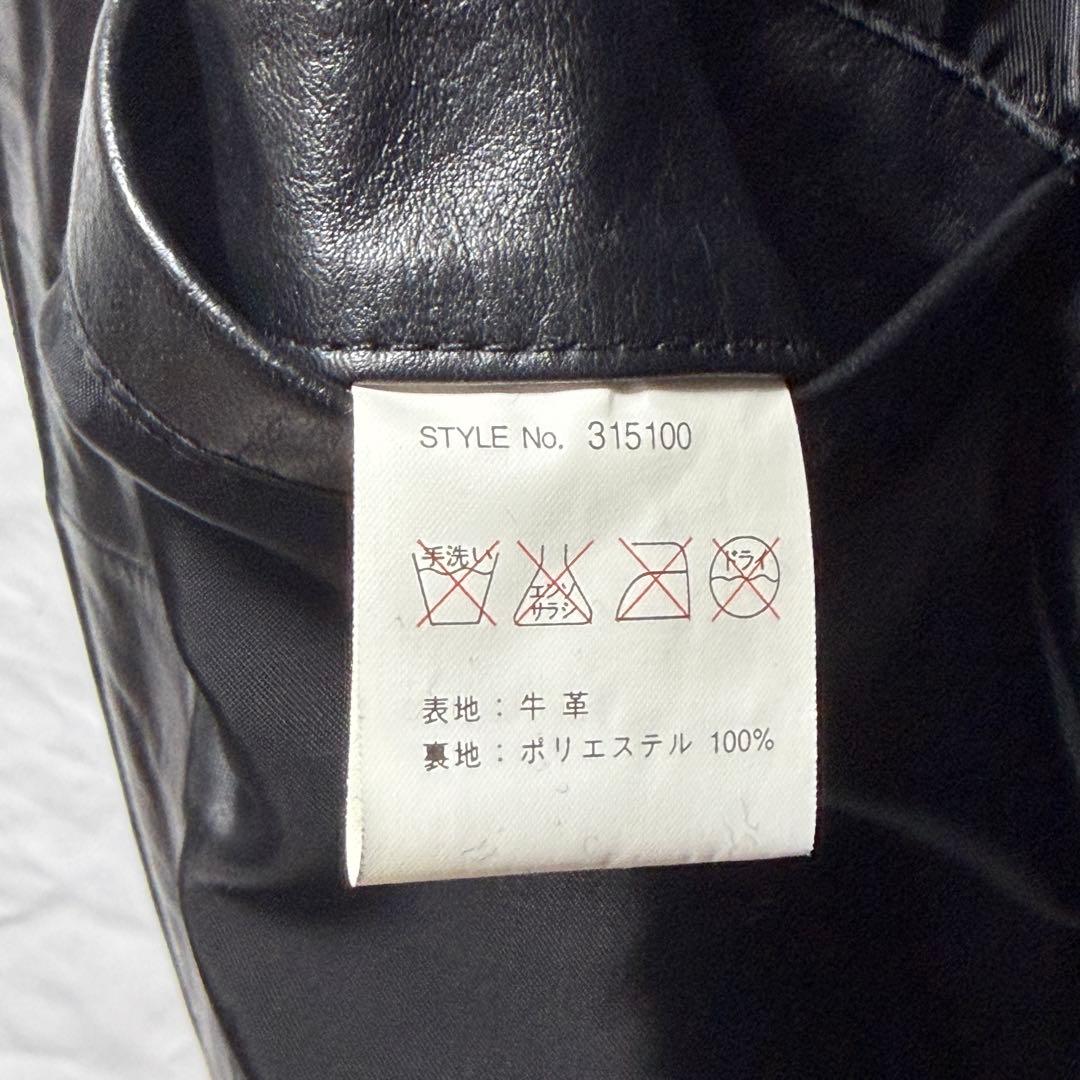 STYLE No. 315100
手洗い エンソ ドライ
サラシ
表地：牛革
裏地：ポリエステル 100%